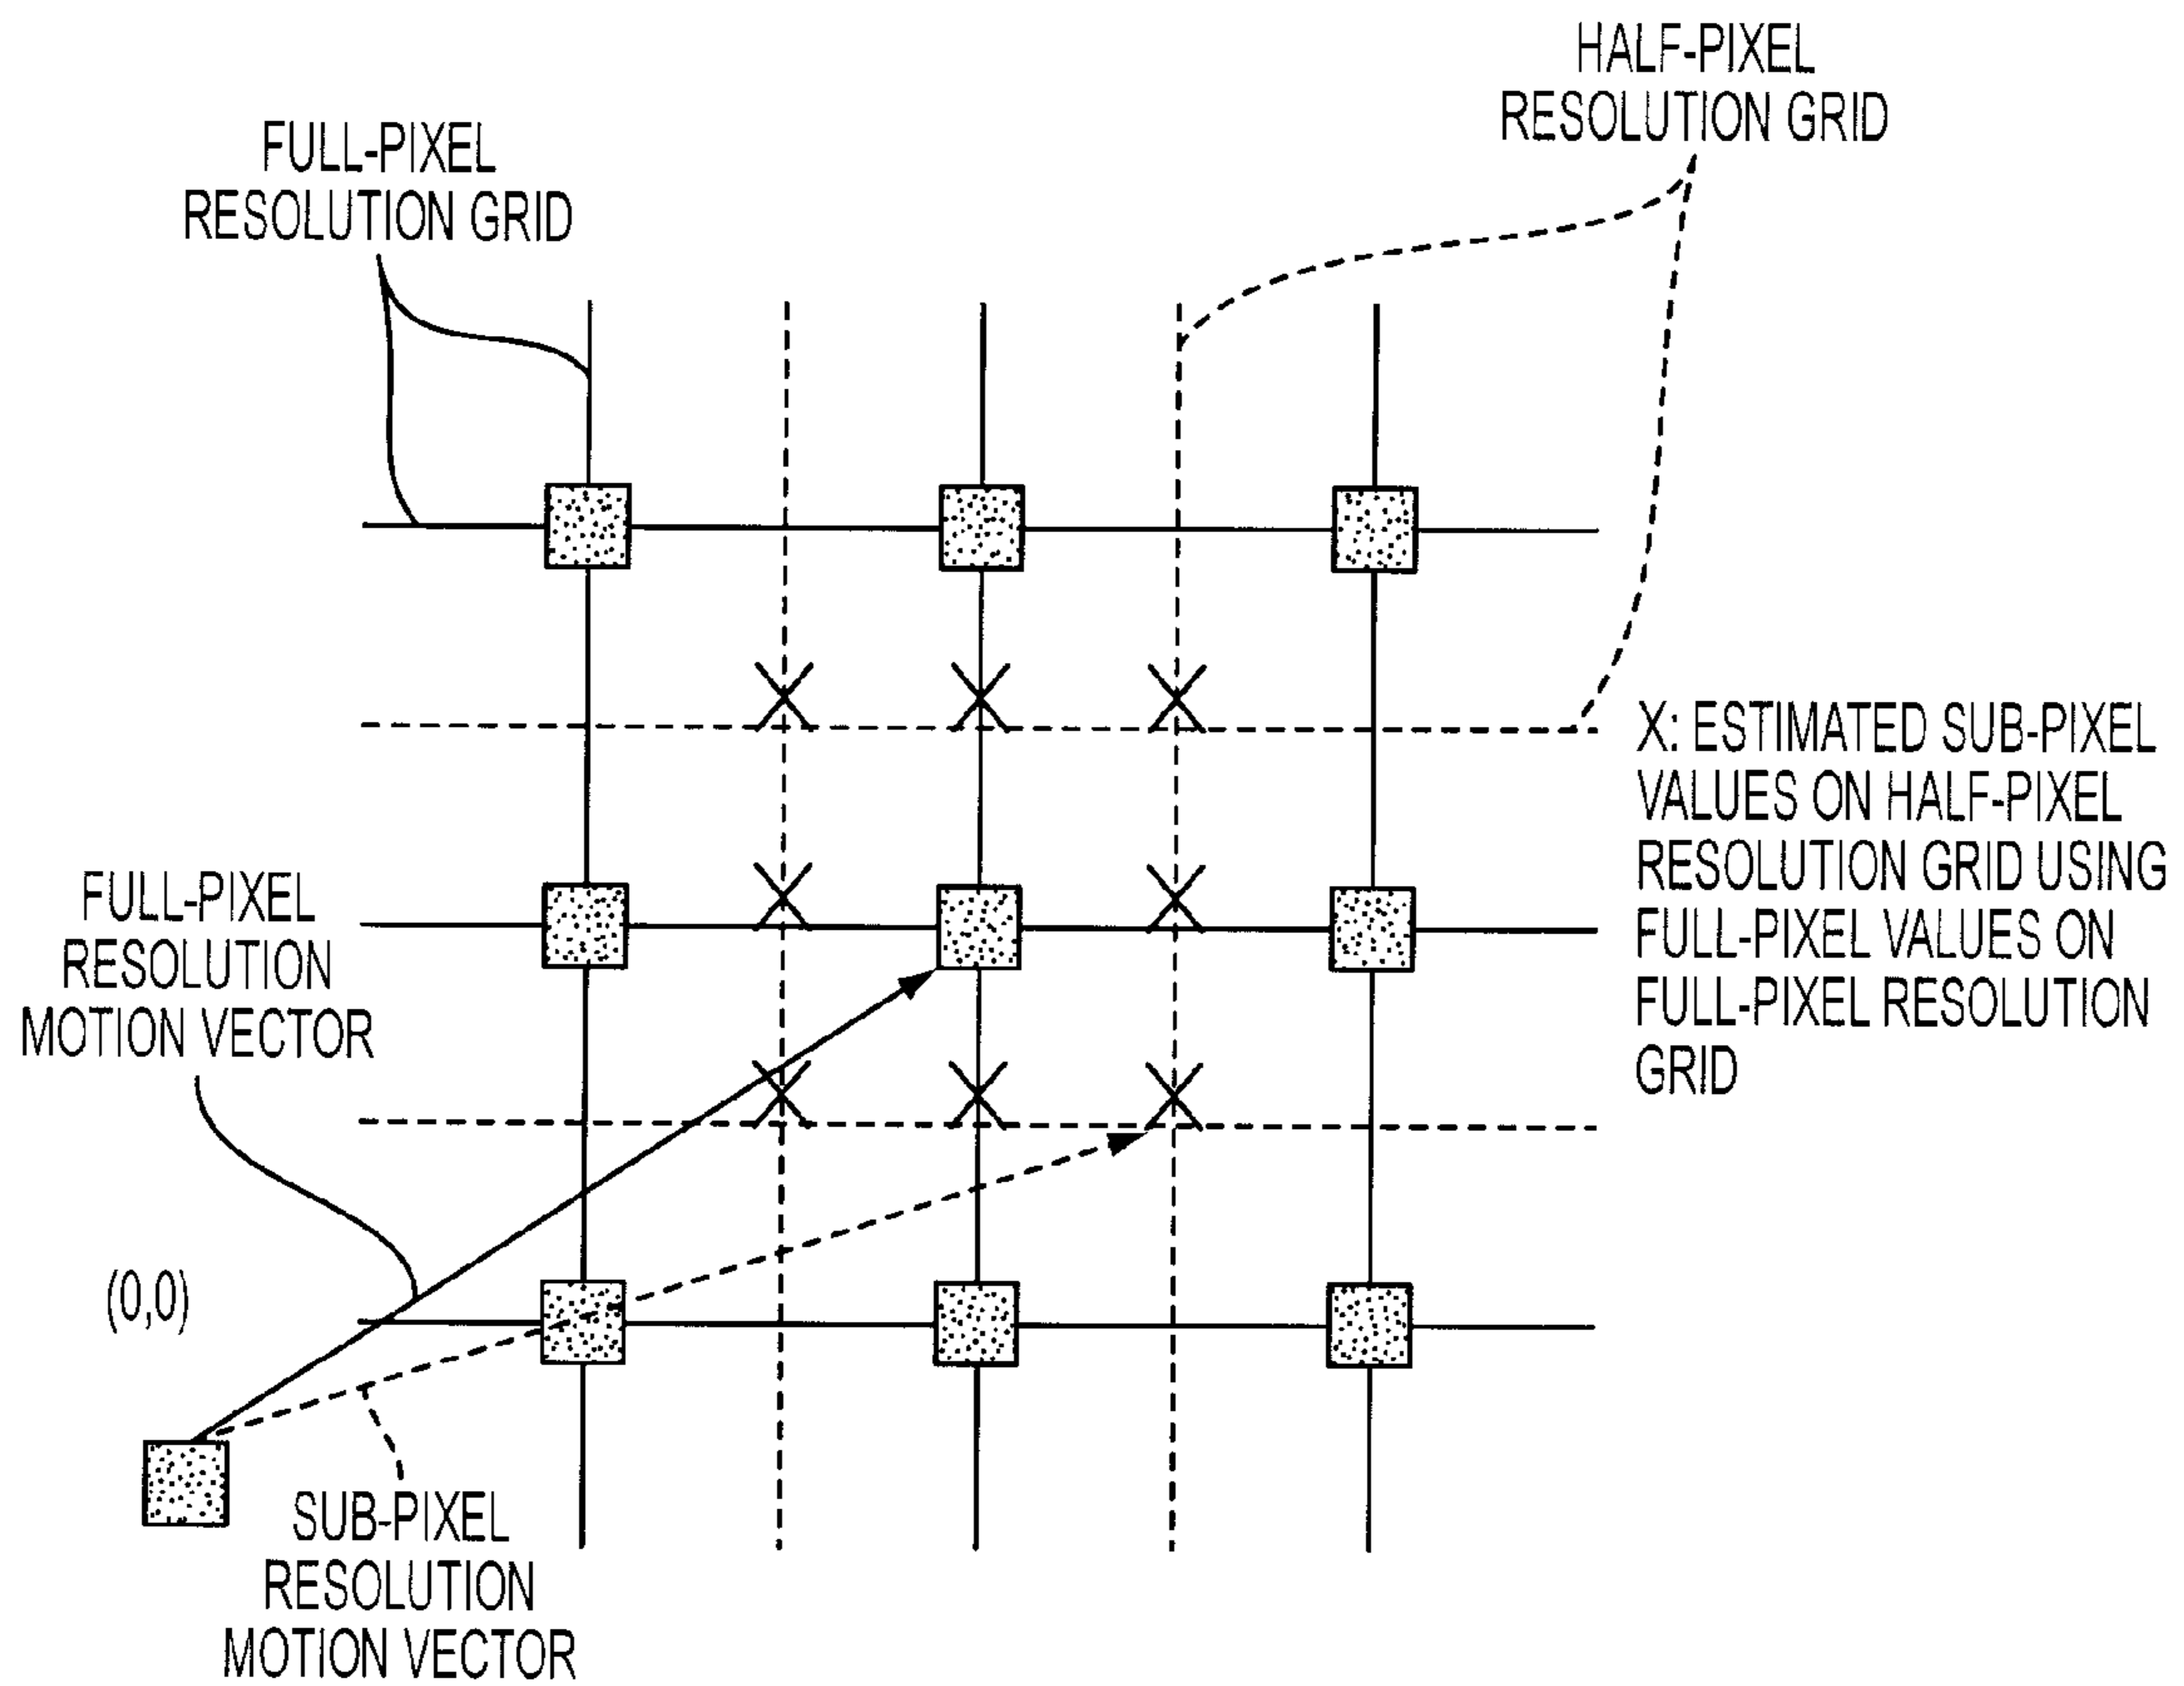 HALF-PIXEL
RESOLUTION GRID
FULL-PIXEL
RESOLUTION GRID
X: ESTIMATED SUB-PIXEL
VALUES ON HALF-PIXEL
RESOLUTION GRID USING
FULL-PIXEL VALUES ON
FULL-PIXEL RESOLUTION
GRID
FULL-PIXEL
RESOLUTION
MOTION VECTOR
(0,0)
SUB-PIXEL
RESOLUTION
MOTION VECTOR